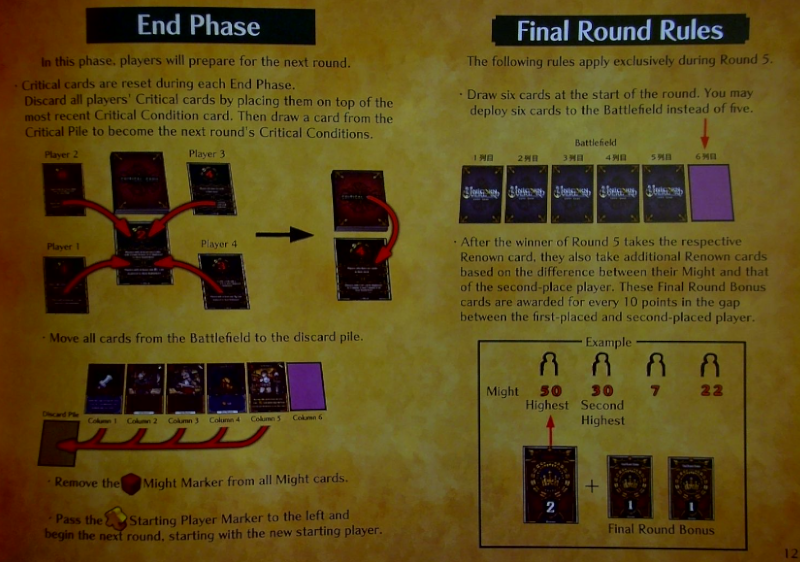 End Phase
In this phase, players will prepare for the next round.
· Critical cards are reset during each End Phase.
Discard all players' Critical cards by placing them on top of the
most recent Critical Condition card. Then draw a card from the
Critical Pile to become the next round's Critical Conditions.
Player 2
Player 3
Player 1
Player 4
· Move all cards from the Battlefield to the discard pile.
Discard Pile
Column 1 Column 2 Column 3 Column 4 Column 5 Column 6
· Remove the Might Marker from all Might cards.
· Pass the Starting Player Marker to the left and
begin the next round, starting with the new starting player.
Final Round Rules
The following rules apply exclusively during Round 5.
· Draw six cards at the start of the round. You may
deploy six cards to the Battlefield instead of five.
Battlefield
1列目 2列目 3列目 4列目 5列目 6列目
· After the winner of Round 5 takes the respective
Renown card, they also take additional Renown cards
based on the difference between their Might and that
of the second-place player. These Final Round Bonus
cards are awarded for every 10 points in the gap
between the first-placed and second-placed player.
Example
Might 50 30 7 22
Highest Second
Highest
2 + 1 1
Final Round Bonus
12